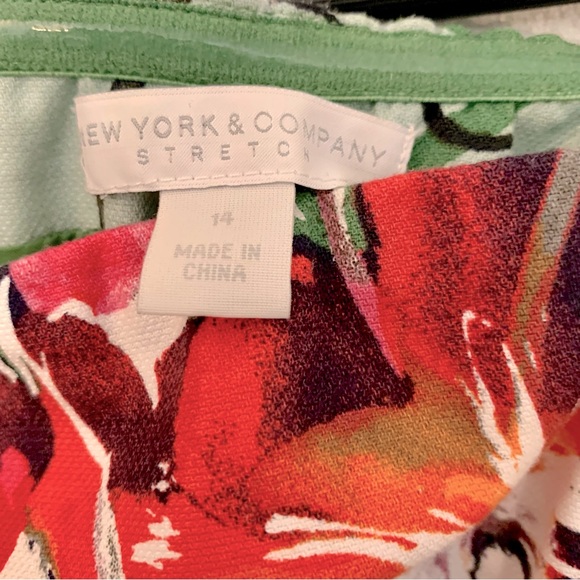 NEW YORK & COMPANY
STRETCH
14
MADE IN
CHINA